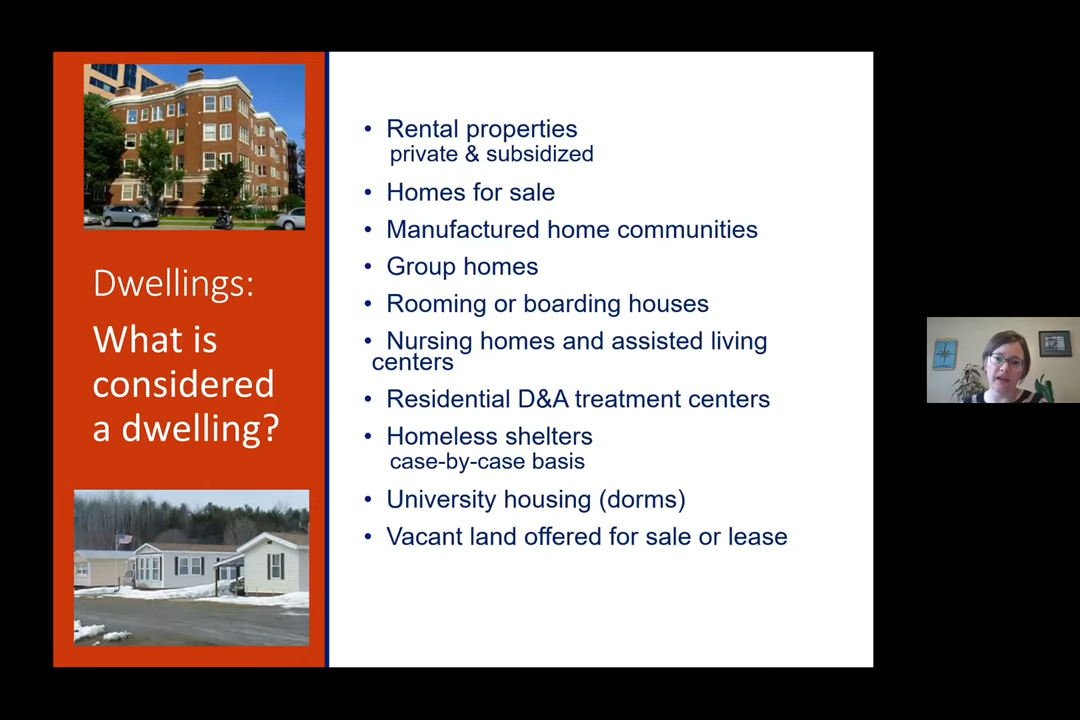 Dwellings:
What is
considered
a dwelling?
• Rental properties
private & subsidized
• Homes for sale
• Manufactured home communities
• Group homes
• Rooming or boarding houses
• Nursing homes and assisted living
centers
• Residential D&A treatment centers
• Homeless shelters
case-by-case basis
• University housing (dorms)
• Vacant land offered for sale or lease